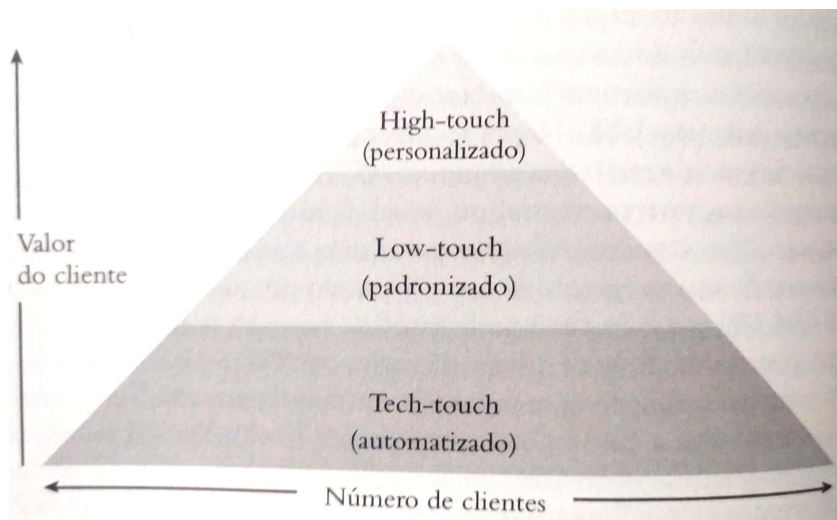 High-touch
(personalizado)
Valor
do cliente
Low-touch
(padronizado)
Tech-touch
(automatizado)
Número de clientes